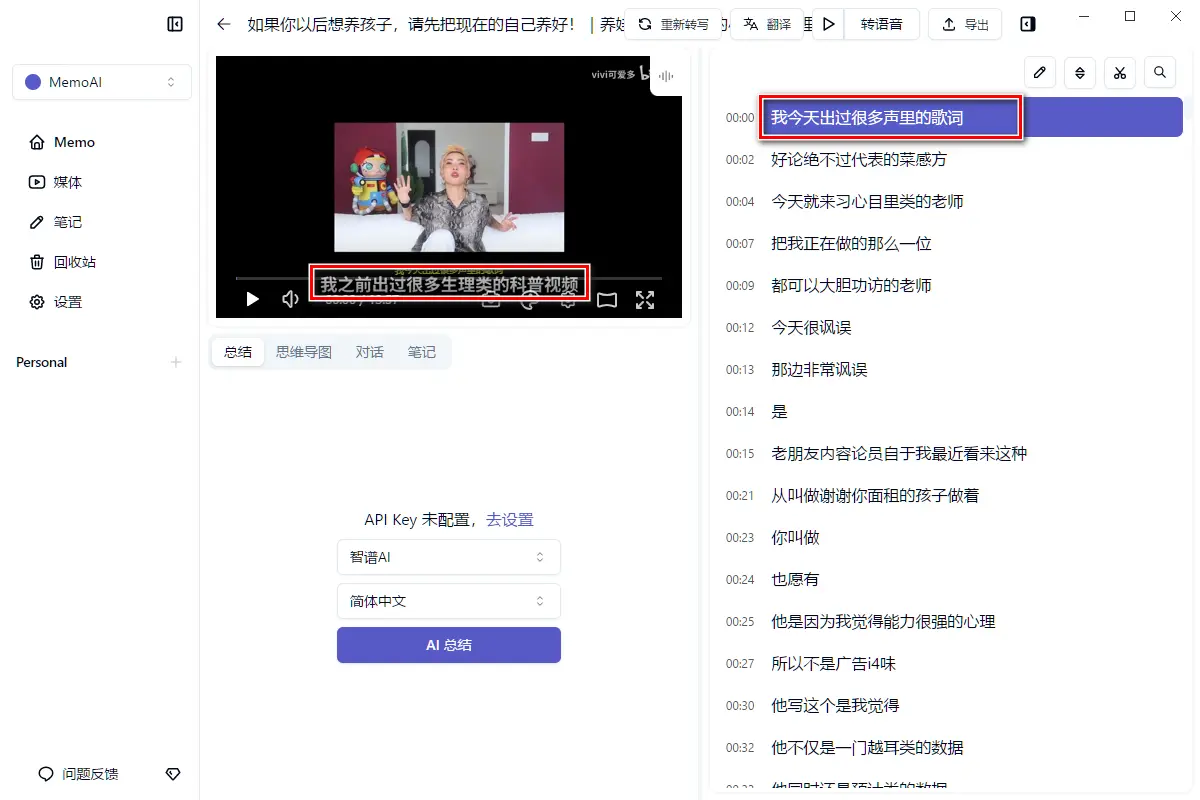 如果你以后想养孩子，请先把现在的自己养好！｜养娃
重新转写
翻译
转语音
导出
MemoAI
Memo
媒体
笔记
回收站
设置
Personal
问题反馈
vivi可爱多
我今天出过很多声里的歌词
我之前出过很多生理类的科普视频
总结
思维导图
对话
笔记
API Key 未配置，去设置
智谱AI
简体中文
AI 总结
00:00 我今天出过很多声里的歌词
00:02 好论绝不过代表的菜感方
00:04 今天就来习心目里类的老师
00:07 把我正在做的那么一位
00:09 都可以大胆功访的老师
00:12 今天很讽误
00:13 那边非常讽误
00:14 是
00:15 老朋友内容论员自于我最近看来这种
00:21 从叫做谢谢你面租的孩子做着
00:23 你叫做
00:24 也愿有
00:25 他是因为我觉得能力很强的心理
00:27 所以不是广告i4味
00:30 他写这个是我觉得
00:32 他不仅是一门越耳类的数据